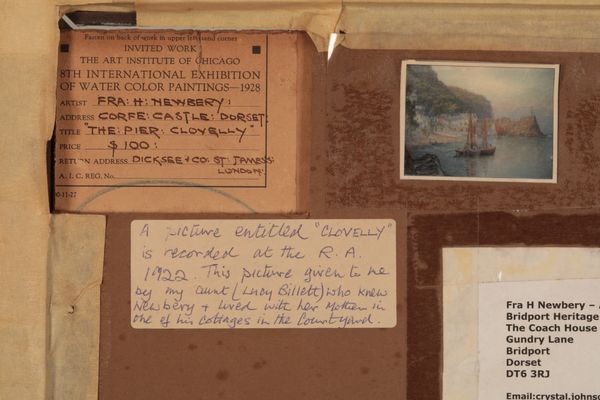 Fasten on back of work in upper left hand corner
INVITED WORK
THE ART INSTITUTE OF CHICAGO
8TH INTERNATIONAL EXHIBITION
OF WATER COLOR PAINTINGS—1928
ARTIST FRA: H: NEWBERY:
ADDRESS CORFE: CASTLE: DORSET:
TITLE "THE: PIER: CLOVELLY"
PRICE $100:
RETURN ADDRESS DICKSEE & CO: ST JAMES'S:
LONDON:
A. I. C. REG. No.
0-11-27
A picture entitled "CLOVELLY"
is recorded at the R. A.
1922. This picture given to me
by my aunt (Lucy Billett) who knew
Newbery & lived with her Mother in
one of his cottages in the Courtyard.
Fra H Newbery –
Bridport Heritage
The Coach House
Gundry Lane
Bridport
Dorset
DT6 3RJ
Email:crystal.johnso